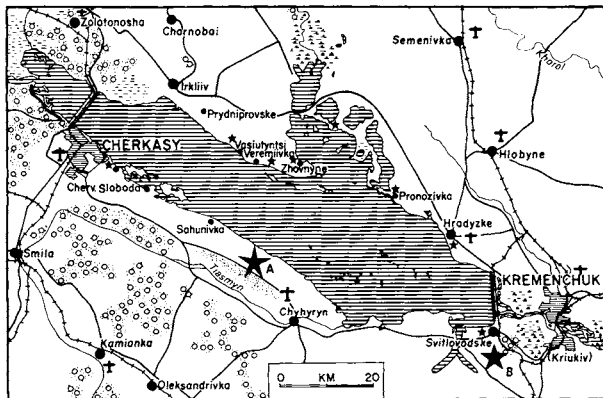 Zolotonosha
Chornobai
Semenivka
Khorol
Irkliiv
Prydniprovske
CHERKASY
Vasiutyntsi
Veremiivka
Zhovnyne
Hlobyne
Cherv. Sloboda
Pronozivka
Sahunivka
Hradyzke
Smila
A
Tiasmyn
KREMENCHUK
Chyhyryn
Svitlovodske
(Kriukiv)
Kamianka
B
Oleksandrivka
0 KM 20